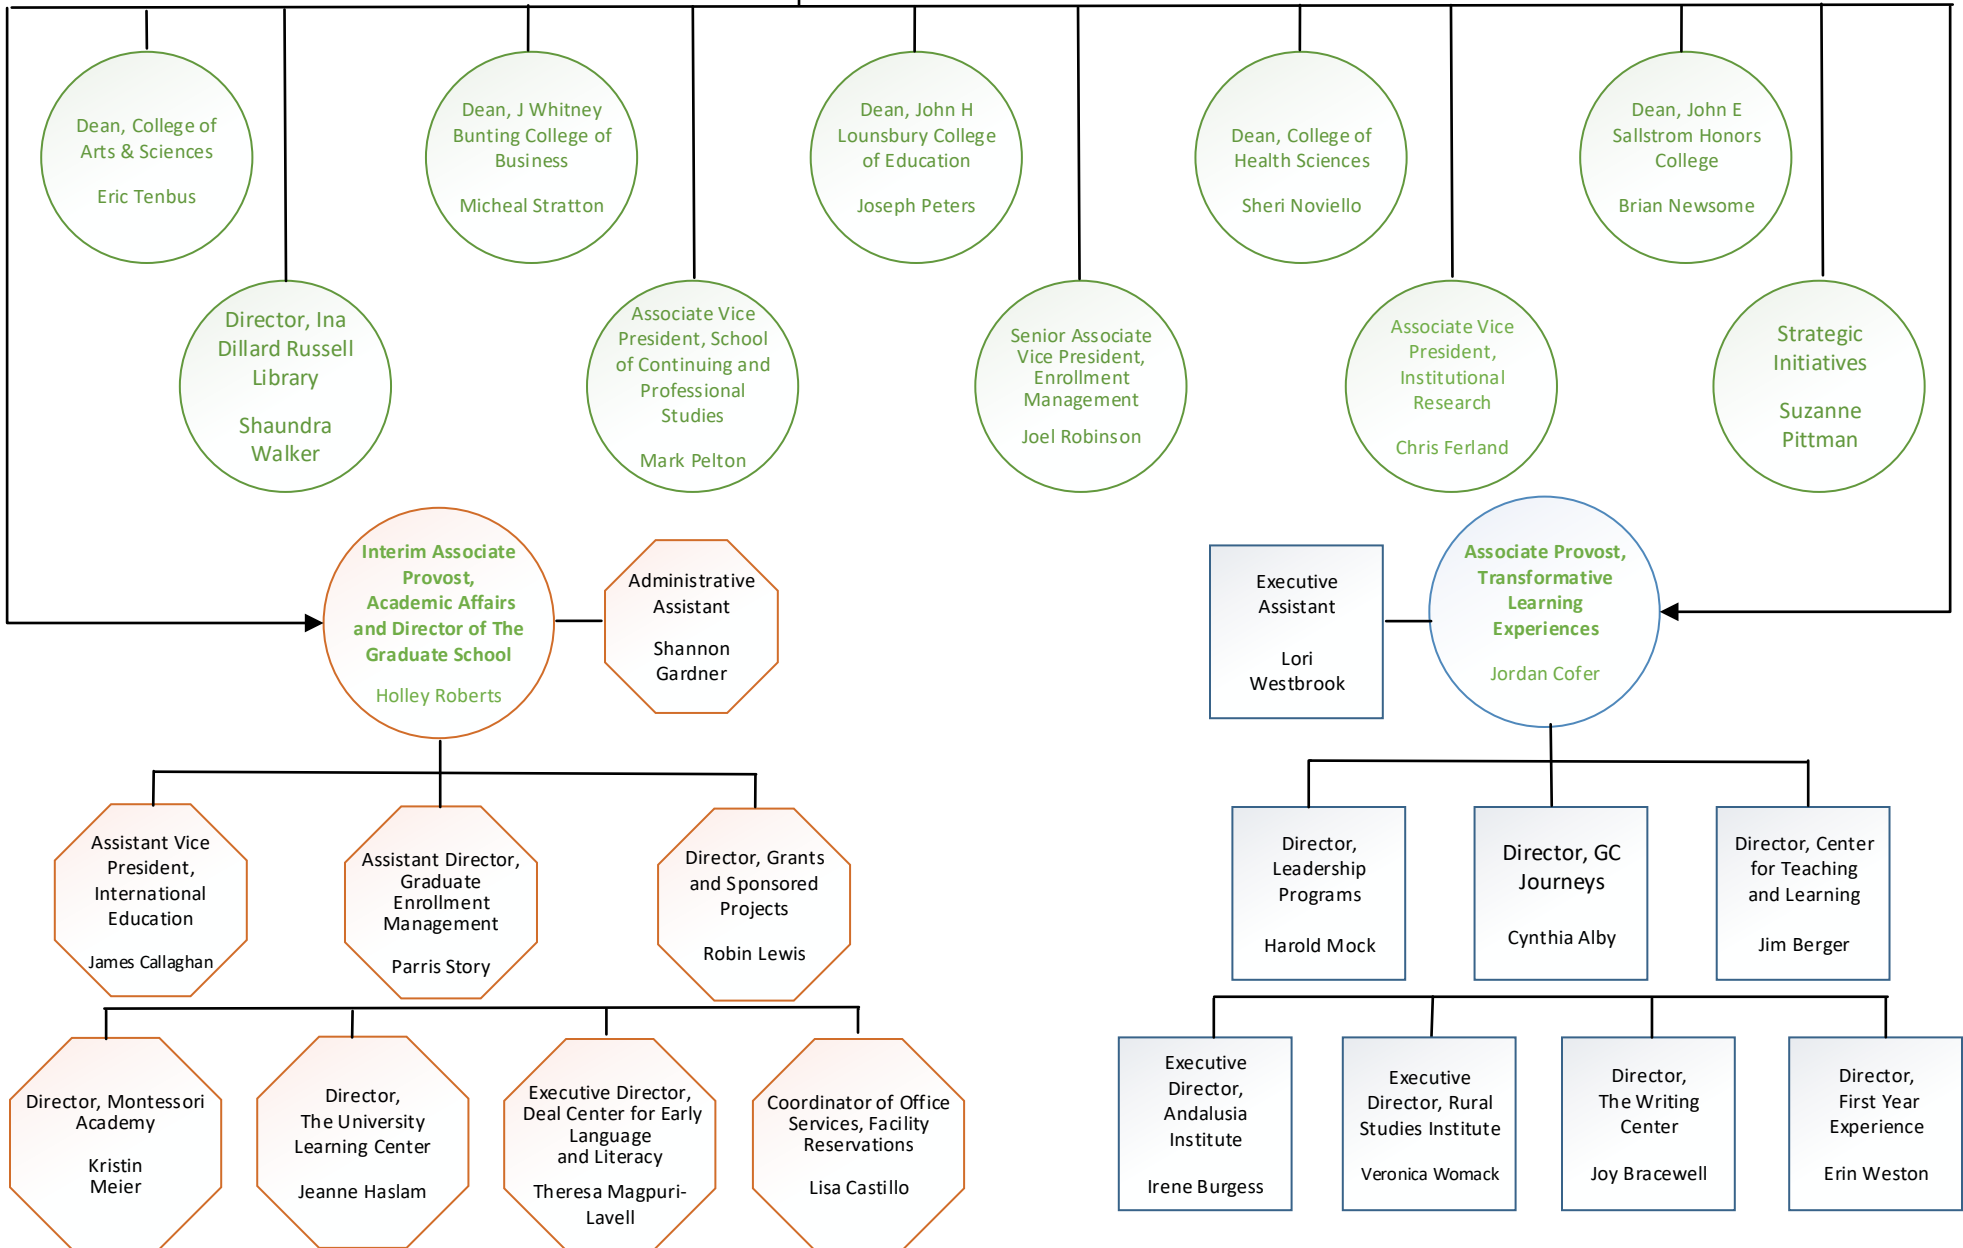 Dean, College of
Arts & Sciences
Eric Tenbus
Dean, J Whitney
Bunting College of
Business
Micheal Stratton
Dean, John H
Lounsbury College
of Education
Joseph Peters
Dean, College of
Health Sciences
Sheri Noviello
Dean, John E
Sallstrom Honors
College
Brian Newsome
Director, Ina
Dillard Russell
Library
Shaundra
Walker
Associate Vice
President, School
of Continuing and
Professional
Studies
Mark Pelton
Senior Associate
Vice President,
Enrollment
Management
Joel Robinson
Associate Vice
President,
Institutional
Research
Chris Ferland
Strategic
Initiatives
Suzanne
Pittman
Interim Associate
Provost,
Academic Affairs
and Director of The
Graduate School
Holley Roberts
Administrative
Assistant
Shannon
Gardner
Executive
Assistant
Lori
Westbrook
Associate Provost,
Transformative
Learning
Experiences
Jordan Cofer
Assistant Vice
President,
International
Education
James Callaghan
Assistant Director,
Graduate
Enrollment
Management
Parris Story
Director, Grants
and Sponsored
Projects
Robin Lewis
Director,
Leadership
Programs
Harold Mock
Director, GC
Journeys
Cynthia Alby
Director, Center
for Teaching
and Learning
Jim Berger
Director, Montessori
Academy
Kristin
Meier
Director,
The University
Learning Center
Jeanne Haslam
Executive Director,
Deal Center for Early
Language
and Literacy
Theresa Magpuri-
Lavell
Coordinator of Office
Services, Facility
Reservations
Lisa Castillo
Executive
Director,
Andalusia
Institute
Irene Burgess
Executive
Director, Rural
Studies Institute
Veronica Womack
Director,
The Writing
Center
Joy Bracewell
Director,
First Year
Experience
Erin Weston